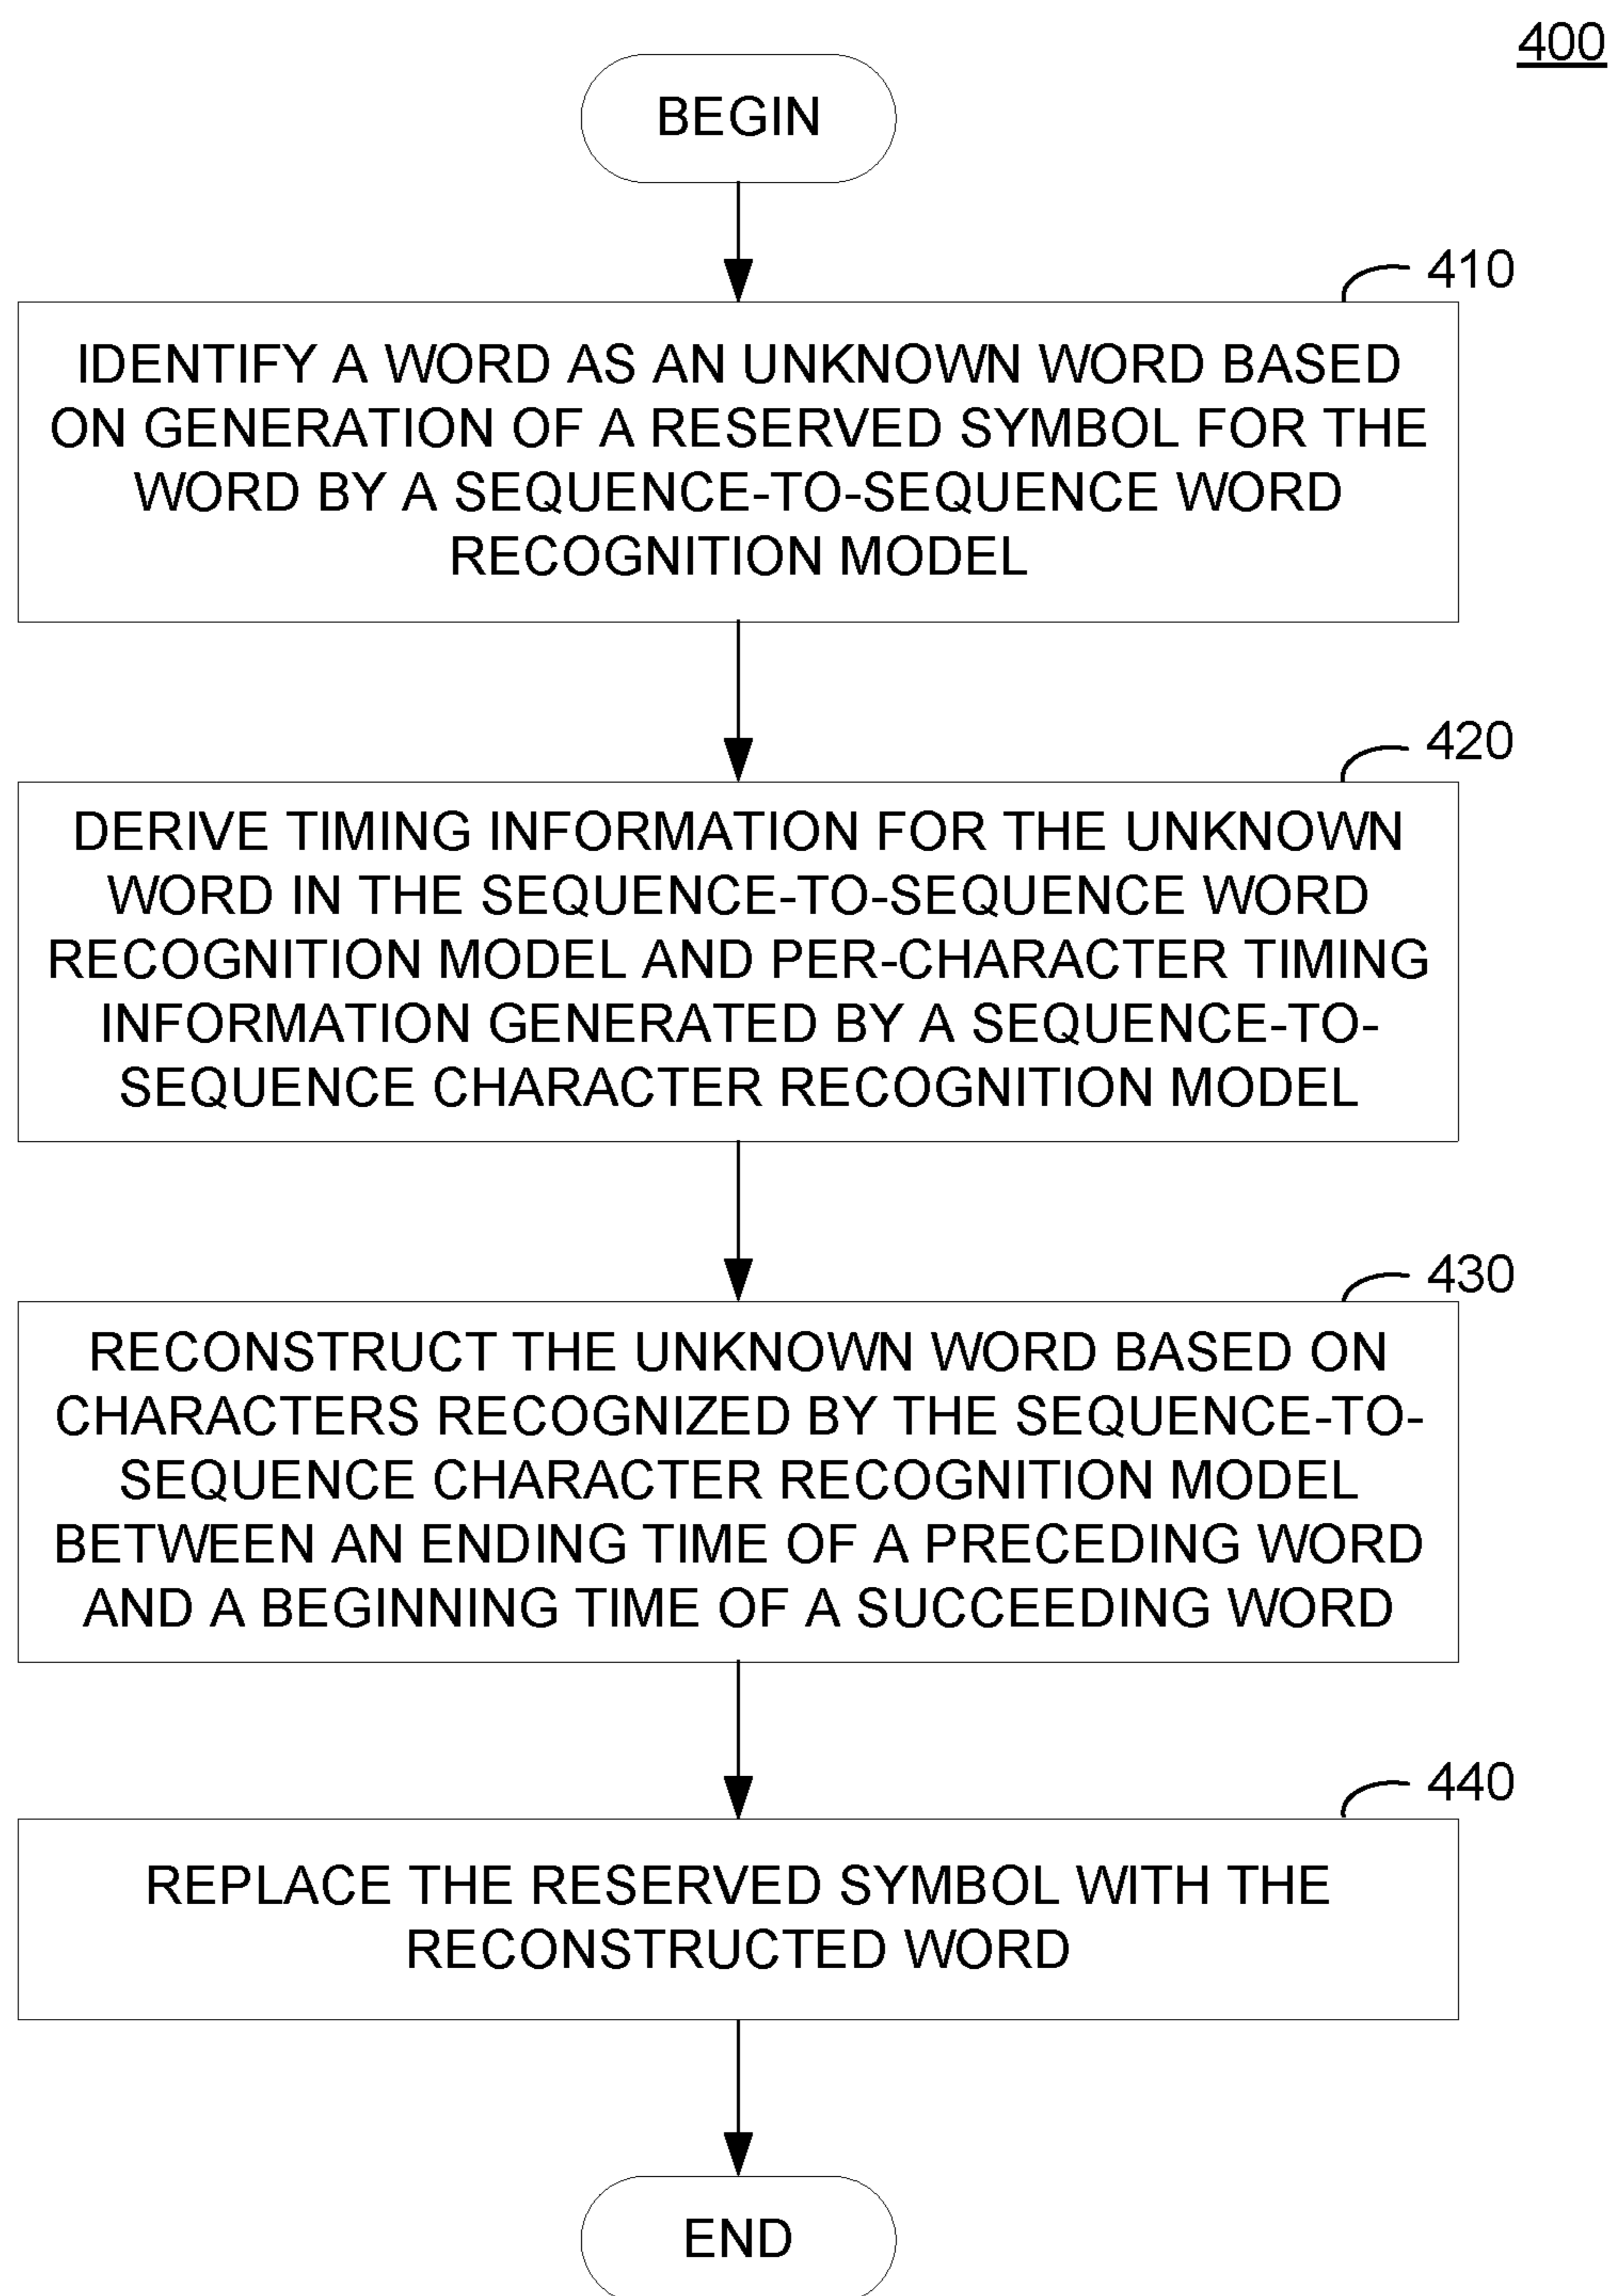 400
BEGIN
410
IDENTIFY A WORD AS AN UNKNOWN WORD BASED
ON GENERATION OF A RESERVED SYMBOL FOR THE
WORD BY A SEQUENCE-TO-SEQUENCE WORD
RECOGNITION MODEL
420
DERIVE TIMING INFORMATION FOR THE UNKNOWN
WORD IN THE SEQUENCE-TO-SEQUENCE WORD
RECOGNITION MODEL AND PER-CHARACTER TIMING
INFORMATION GENERATED BY A SEQUENCE-TO-
SEQUENCE CHARACTER RECOGNITION MODEL
430
RECONSTRUCT THE UNKNOWN WORD BASED ON
CHARACTERS RECOGNIZED BY THE SEQUENCE-TO-
SEQUENCE CHARACTER RECOGNITION MODEL
BETWEEN AN ENDING TIME OF A PRECEDING WORD
AND A BEGINNING TIME OF A SUCCEEDING WORD
440
REPLACE THE RESERVED SYMBOL WITH THE
RECONSTRUCTED WORD
END